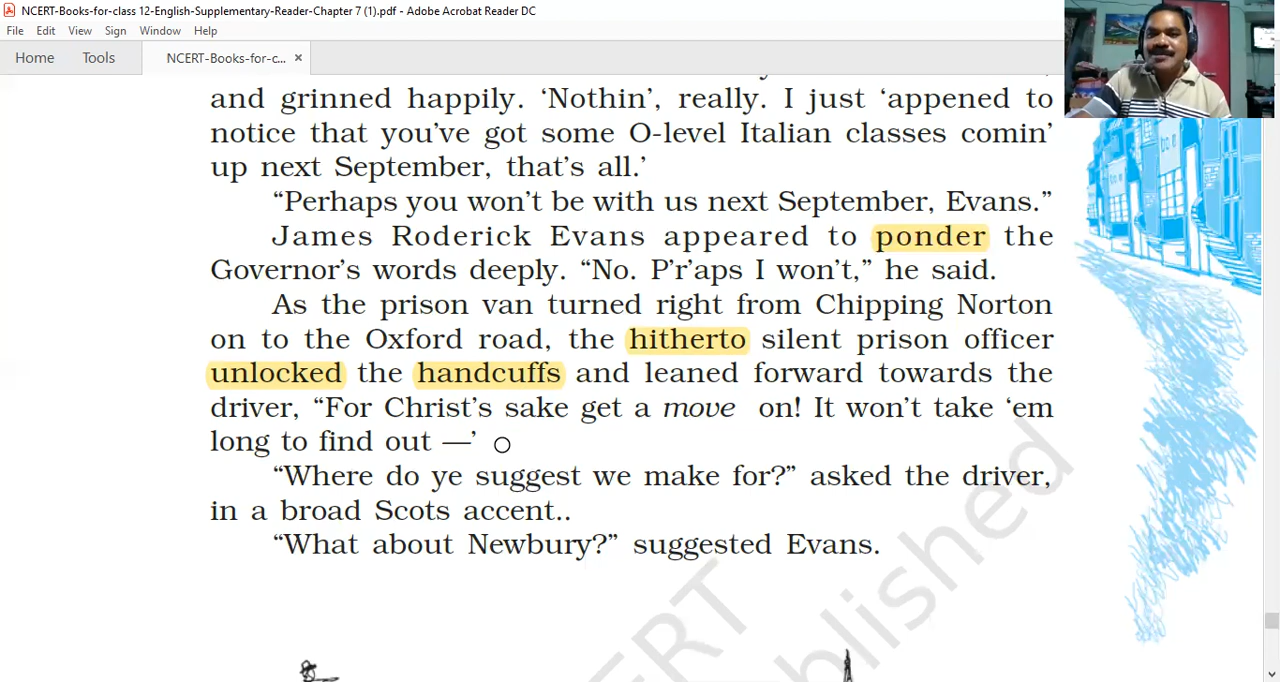 NCERT-Books-for-class 12-English-Supplementary-Reader-Chapter 7 (1).pdf - Adobe Acrobat Reader DC
File Edit View Sign Window Help
Home Tools NCERT-Books-for-c... ×
and grinned happily. ‘Nothin’, really. I just ‘appened to
notice that you’ve got some O-level Italian classes comin’
up next September, that’s all.’
“Perhaps you won’t be with us next September, Evans.”
James Roderick Evans appeared to ponder the
Governor’s words deeply. “No. P’r’aps I won’t,” he said.
As the prison van turned right from Chipping Norton
on to the Oxford road, the hitherto silent prison officer
unlocked the handcuffs and leaned forward towards the
driver, “For Christ’s sake get a move on! It won’t take ‘em
long to find out —’
“Where do ye suggest we make for?” asked the driver,
in a broad Scots accent..
“What about Newbury?” suggested Evans.